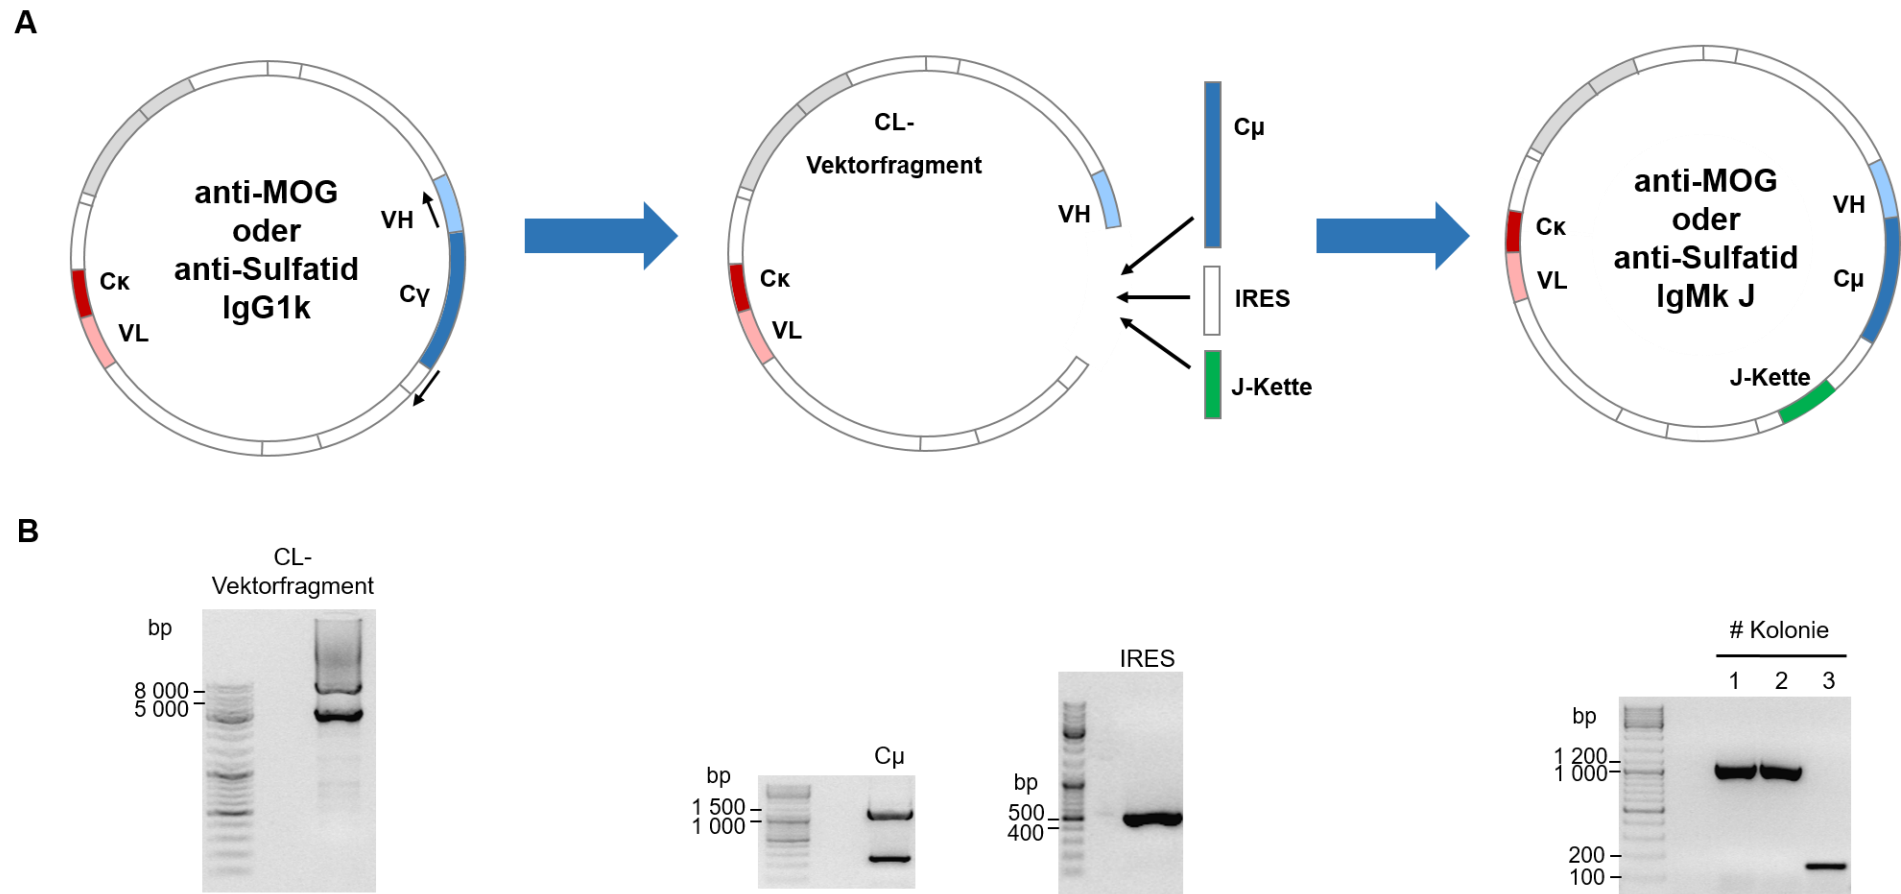 A
anti-MOG
oder
anti-Sulfatid
IgG1k
VH
Cγ
Cκ
VL
CL-
Vektorfragment
VH
Cκ
VL
Cµ
IRES
J-Kette
anti-MOG
oder
anti-Sulfatid
IgMk J
VH
Cµ
Cκ
VL
J-Kette
B
CL-
Vektorfragment
bp
8 000
5 000
Cµ
bp
1 500
1 000
IRES
bp
500
400
# Kolonie
1 2 3
bp
1 200
1 000
200
100